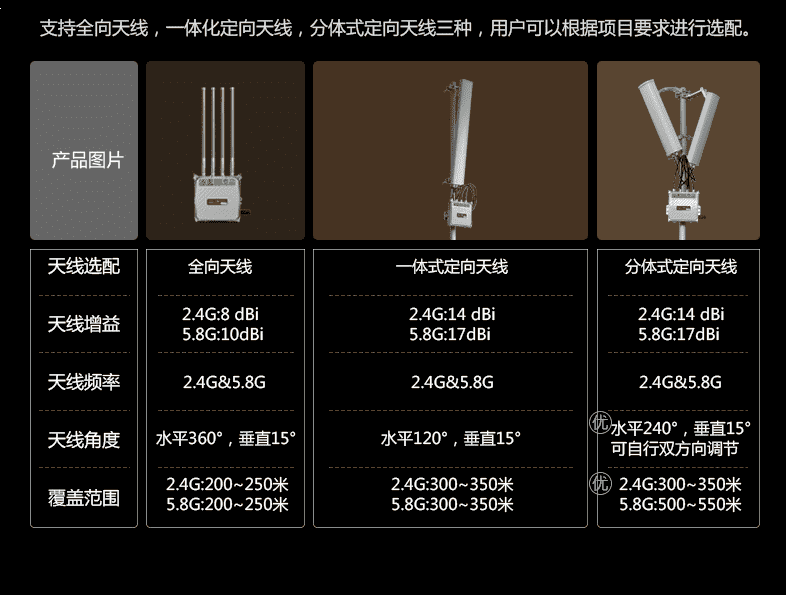 支持全向天线，一体化定向天线，分体式定向天线三种，用户可以根据项目要求进行选配。
产品图片
天线选配
全向天线
一体式定向天线
分体式定向天线
天线增益
2.4G:8 dBi
5.8G:10dBi
2.4G:14 dBi
5.8G:17dBi
2.4G:14 dBi
5.8G:17dBi
天线频率
2.4G&5.8G
2.4G&5.8G
2.4G&5.8G
天线角度
水平360°，垂直15°
水平120°，垂直15°
优
水平240°，垂直15°
可自行双方向调节
覆盖范围
2.4G:200~250米
5.8G:200~250米
2.4G:300~350米
5.8G:300~350米
优
2.4G:300~350米
5.8G:500~550米